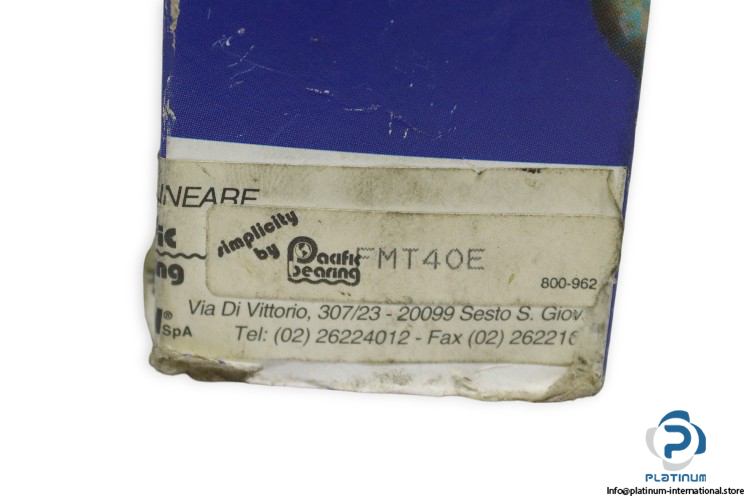 LINEARE
simplicity
by Pacific
Bearing
FMT40E
800-962
Via Di Vittorio, 307/23 - 20099 Sesto S. Giov
SpA
Tel: (02) 26224012 - Fax (02) 262216
PLATINUM
Info@platinum-international.store